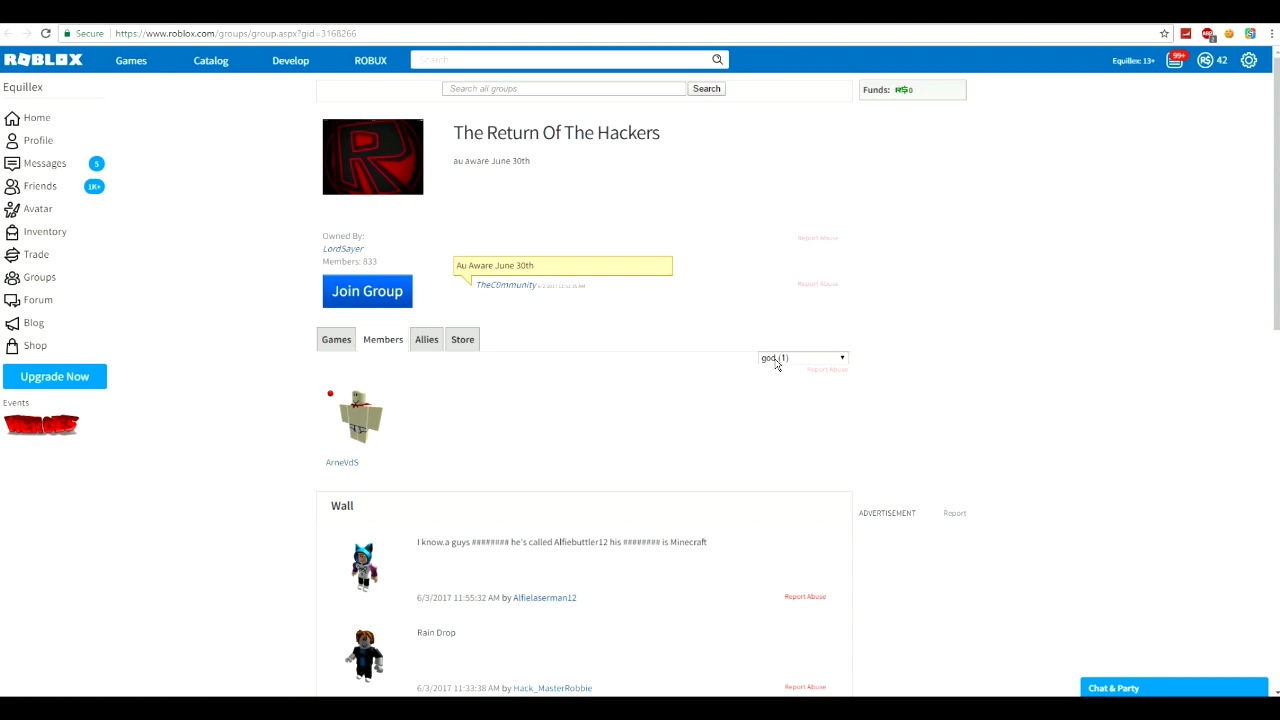 Secure https://www.roblox.com/groups/group.aspx?gid=3168266
ROBLOX Games Catalog Develop ROBUX Search Equillex: 13+ 99+ R$ 42
Equillex
Home
Profile
Messages 5
Friends 1K+
Avatar
Inventory
Trade
Groups
Forum
Blog
Shop
Upgrade Now
Events
HEROES
Search all groups Search
Funds: R$ 0
The Return Of The Hackers
au aware June 30th
Owned By:
LordSayer
Members: 833
Join Group
Report Abuse
Au Aware June 30th
TheC0mmunity
Report Abuse
Games Members Allies Store
god (1)
Report Abuse
ArneVdS
Wall
I know.a guys ######## he's called Alfiebuttler12 his ######## is Minecraft
6/3/2017 11:55:32 AM by Alfielaserman12 Report Abuse
Rain Drop
6/3/2017 11:33:38 AM by Hack_MasterRobbie Report Abuse
ADVERTISEMENT Report
Chat & Party